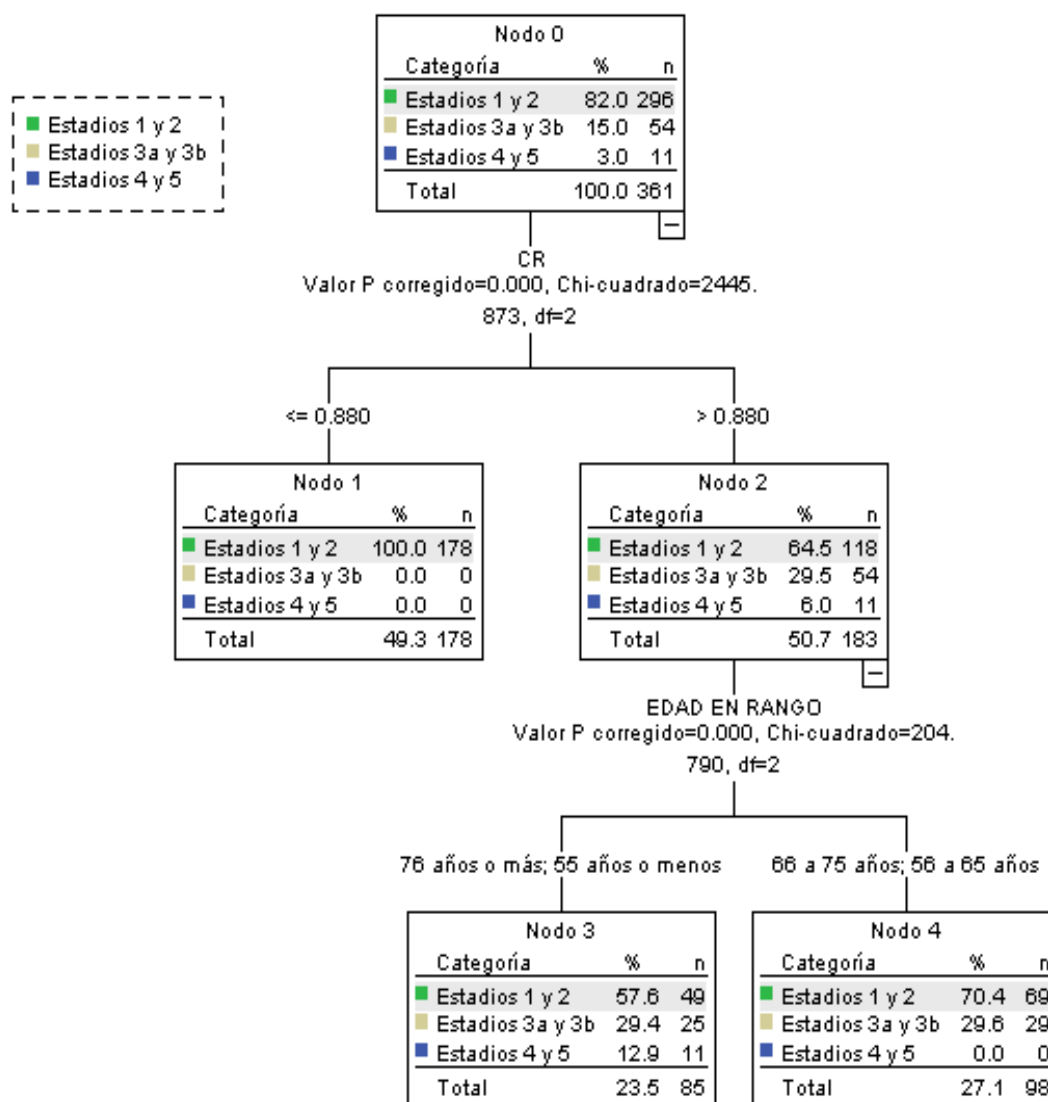 Nodo 0
Categoría % n
Estadios 1 y 2 82.0 296
Estadios 3a y 3b 15.0 54
Estadios 4 y 5 3.0 11
Total 100.0 361
Estadios 1 y 2
Estadios 3a y 3b
Estadios 4 y 5
CR
Valor P corregido=0.000, Chi-cuadrado=2445.
873, df=2
<= 0.880
> 0.880
Nodo 1
Categoría % n
Estadios 1 y 2 100.0 178
Estadios 3a y 3b 0.0 0
Estadios 4 y 5 0.0 0
Total 49.3 178
Nodo 2
Categoría % n
Estadios 1 y 2 64.5 118
Estadios 3a y 3b 29.5 54
Estadios 4 y 5 6.0 11
Total 50.7 183
EDAD EN RANGO
Valor P corregido=0.000, Chi-cuadrado=204.
790, df=2
76 años o más; 55 años o menos
66 a 75 años; 56 a 65 años
Nodo 3
Categoría % n
Estadios 1 y 2 57.6 49
Estadios 3a y 3b 29.4 25
Estadios 4 y 5 12.9 11
Total 23.5 85
Nodo 4
Categoría % n
Estadios 1 y 2 70.4 69
Estadios 3a y 3b 29.6 29
Estadios 4 y 5 0.0 0
Total 27.1 98